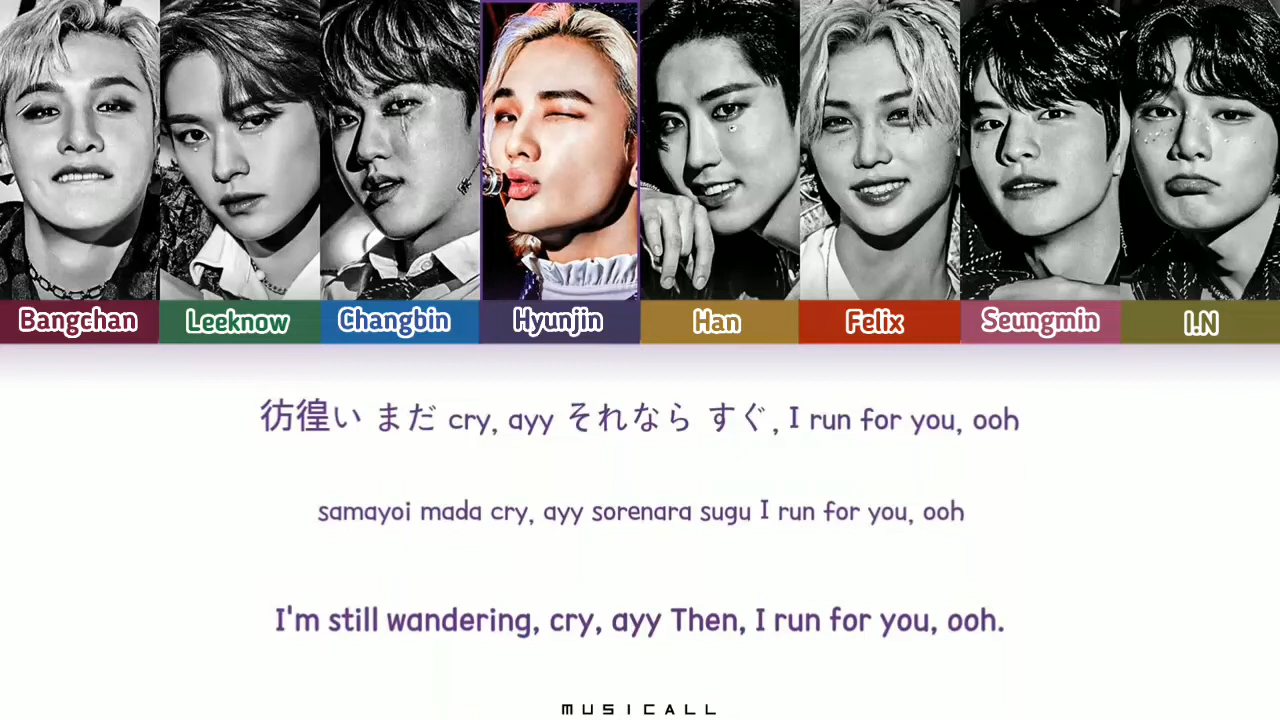 Bangchan Leeknow Changbin Hyunjin Han Felix Seungmin I.N
彷徨い まだ cry, ayy それなら すぐ, I run for you, ooh
samayoi mada cry, ayy sorenara sugu I run for you, ooh
I'm still wandering, cry, ayy Then, I run for you, ooh.
MUSICALL